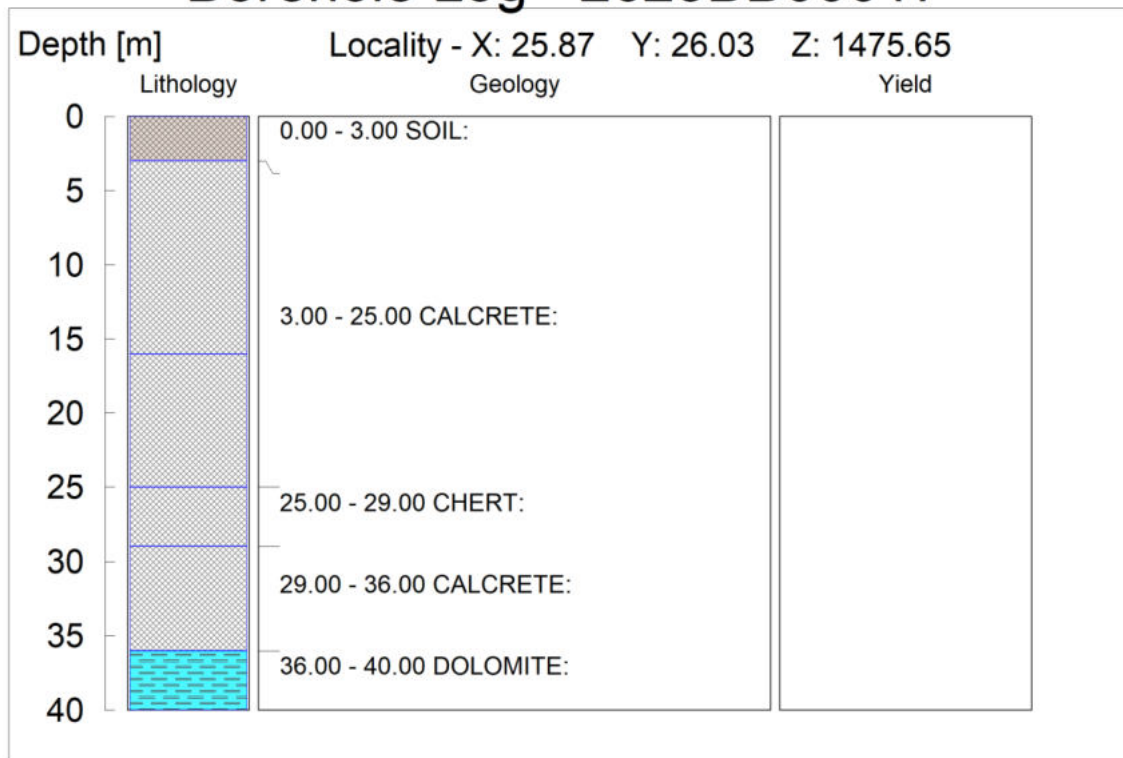 Depth [m]
Locality - X: 25.87 Y: 26.03 Z: 1475.65
Lithology
Geology
Yield
0
0.00 - 3.00 SOIL:
5
10
3.00 - 25.00 CALCRETE:
15
20
25
25.00 - 29.00 CHERT:
30
29.00 - 36.00 CALCRETE:
35
36.00 - 40.00 DOLOMITE:
40